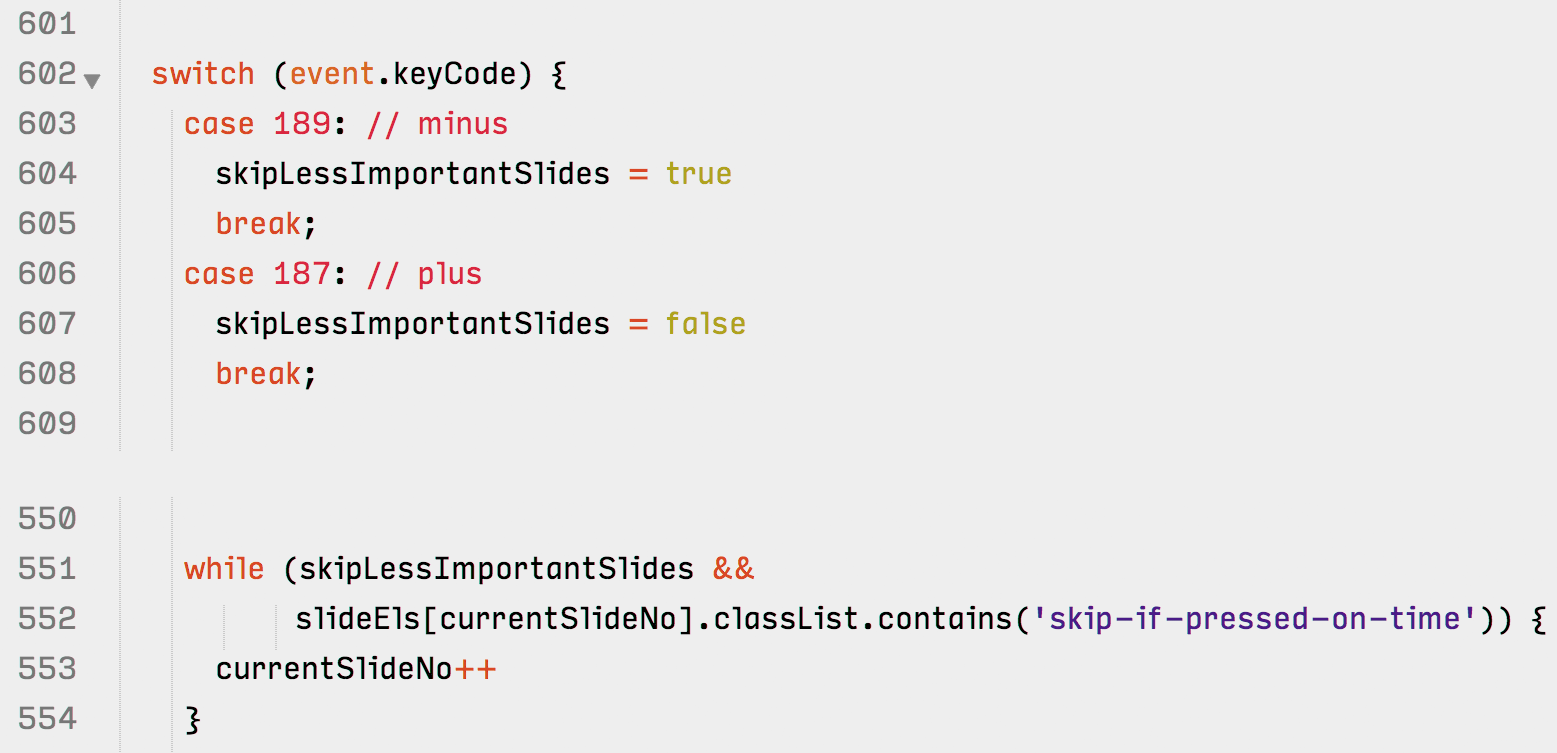 601
602 switch (event.keyCode) {
603 case 189: // minus
604 skipLessImportantSlides = true
605 break;
606 case 187: // plus
607 skipLessImportantSlides = false
608 break;
609
550
551 while (skipLessImportantSlides &&
552 slideEls[currentSlideNo].classList.contains('skip-if-pressed-on-time')) {
553 currentSlideNo++
554 }